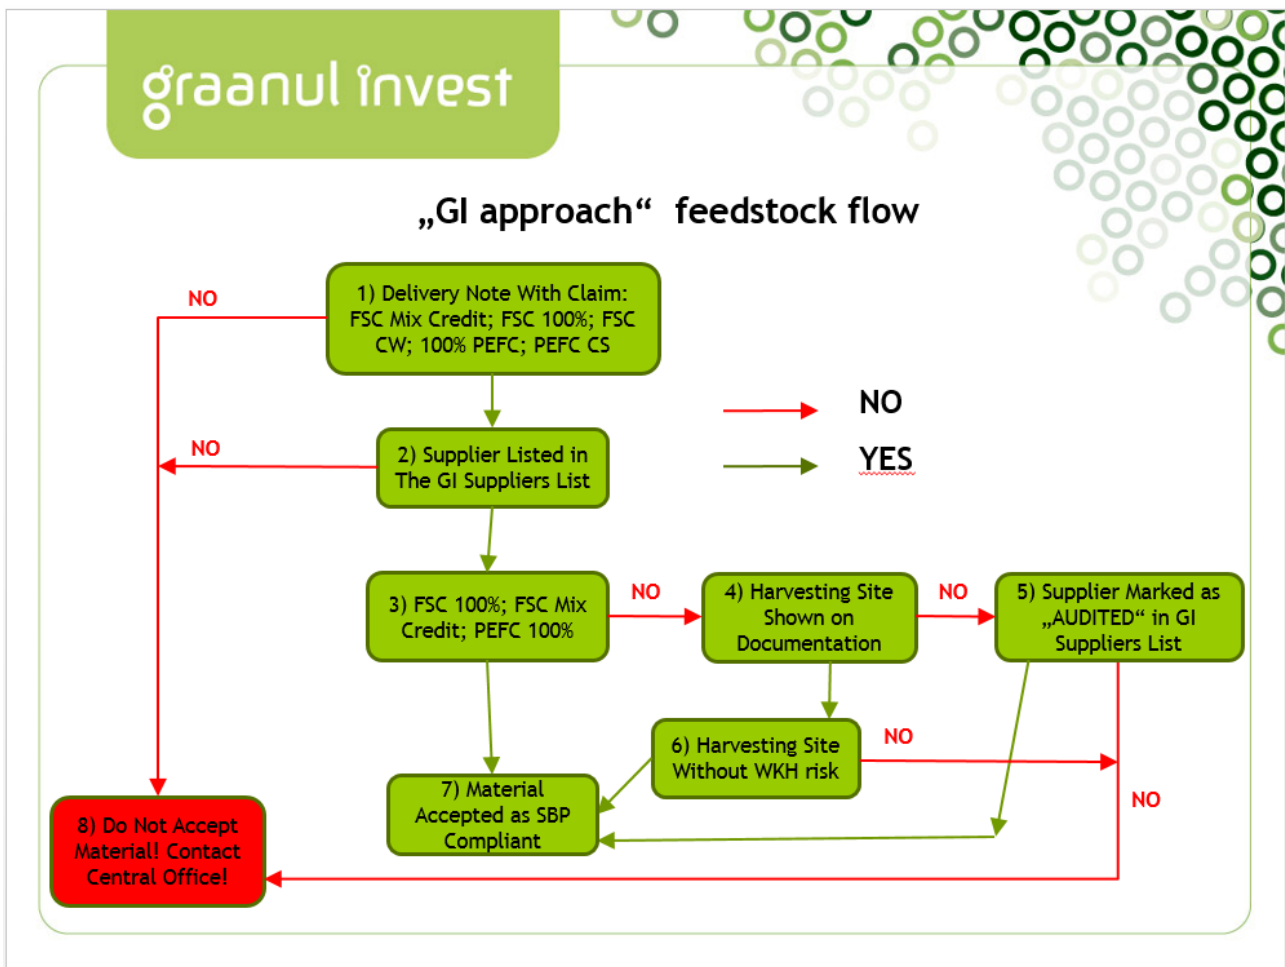 graanul invest
„GI approach“ feedstock flow
NO
1) Delivery Note With Claim:
FSC Mix Credit; FSC 100%; FSC
CW; 100% PEFC; PEFC CS
NO
YES
NO
2) Supplier Listed in
The GI Suppliers List
3) FSC 100%; FSC Mix
Credit; PEFC 100%
NO
4) Harvesting Site
Shown on
Documentation
NO
5) Supplier Marked as
„AUDITED“ in GI
Suppliers List
6) Harvesting Site
Without WKH risk
NO
7) Material
Accepted as SBP
Compliant
NO
8) Do Not Accept
Material! Contact
Central Office!